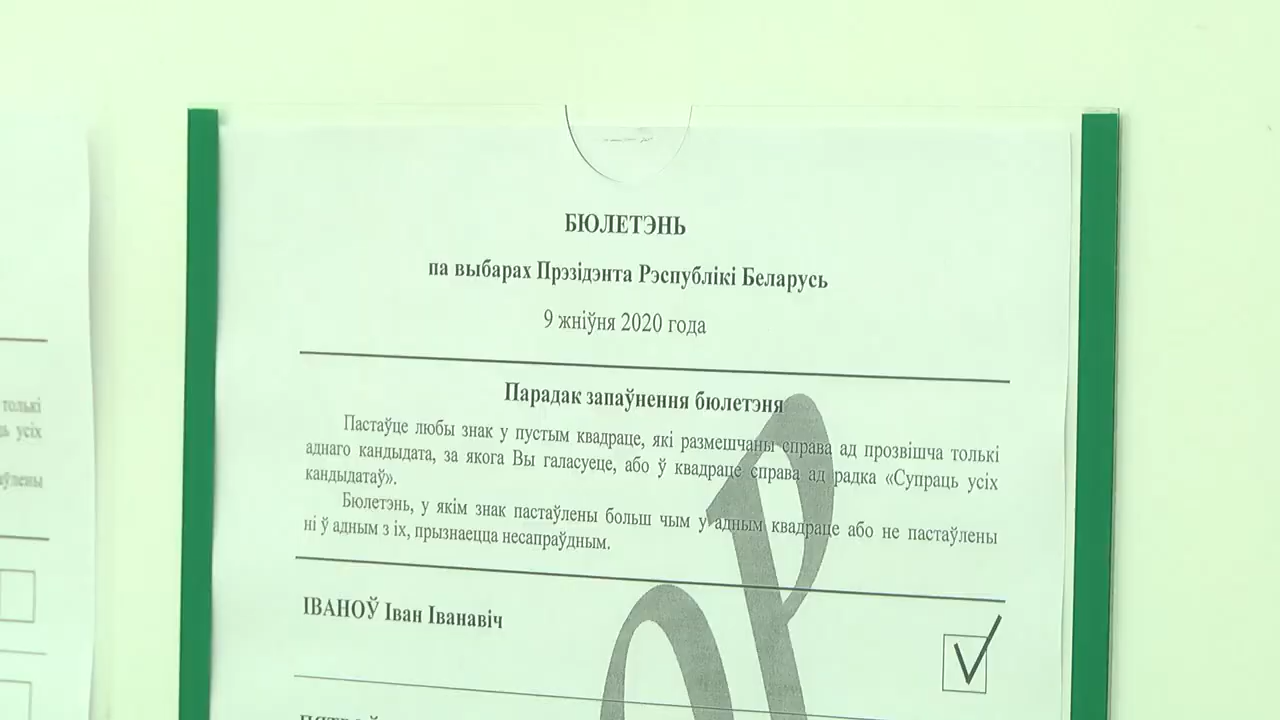 БЮЛЕТЭНЬ
па выбарах Прэзідэнта Рэспублікі Беларусь
9 жніўня 2020 года
Парадак запаўнення бюлетэня
Пастаўце любы знак у пустым квадраце, які размешчаны справа ад прозвішча толькі
аднаго кандыдата, за якога Вы галасуеце, або ў квадраце справа ад радка «Супраць усіх
кандыдатаў».
Бюлетэнь, у якім знак пастаўлены больш чым у адным квадраце або не пастаўлены
ні ў адным з іх, прызнаецца несапраўдным.
ІВАНОЎ Іван Іванавіч
толькі
усіх